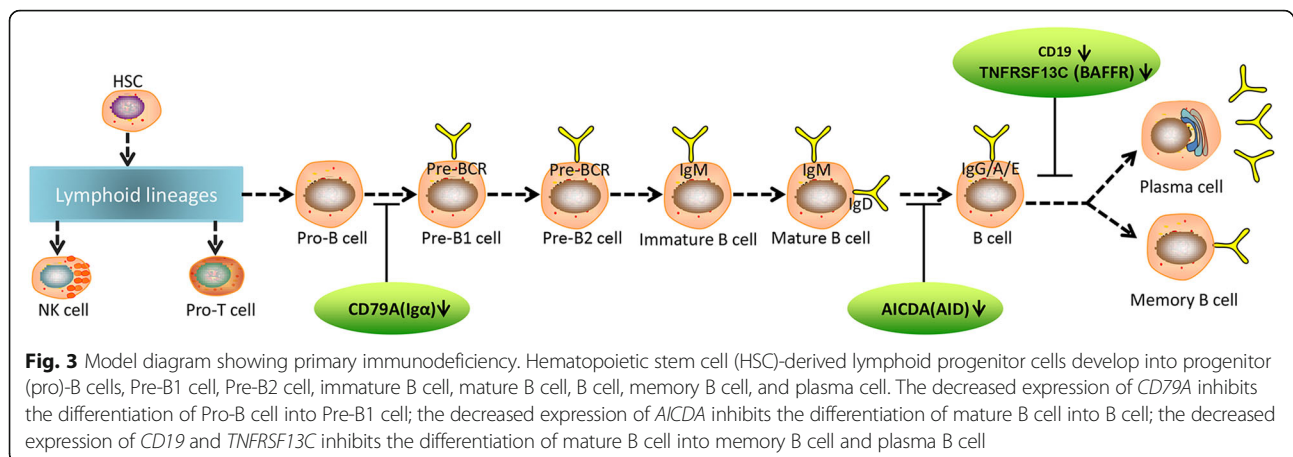 HSC
Lymphoid lineages
NK cell
Pro-T cell
Pro-B cell
Pre-BCR
Pre-B1 cell
Pre-BCR
Pre-B2 cell
IgM
Immature B cell
IgM
IgD
Mature B cell
IgG/A/E
B cell
CD19 ↓
TNFRSF13C (BAFFR) ↓
Plasma cell
Memory B cell
CD79A(Igα)↓
AICDA(AID)↓
Fig. 3 Model diagram showing primary immunodeficiency. Hematopoietic stem cell (HSC)-derived lymphoid progenitor cells develop into progenitor
(pro)-B cells, Pre-B1 cell, Pre-B2 cell, immature B cell, mature B cell, B cell, memory B cell, and plasma cell. The decreased expression of CD79A inhibits
the differentiation of Pro-B cell into Pre-B1 cell; the decreased expression of AICDA inhibits the differentiation of mature B cell into B cell; the decreased
expression of CD19 and TNFRSF13C inhibits the differentiation of mature B cell into memory B cell and plasma B cell